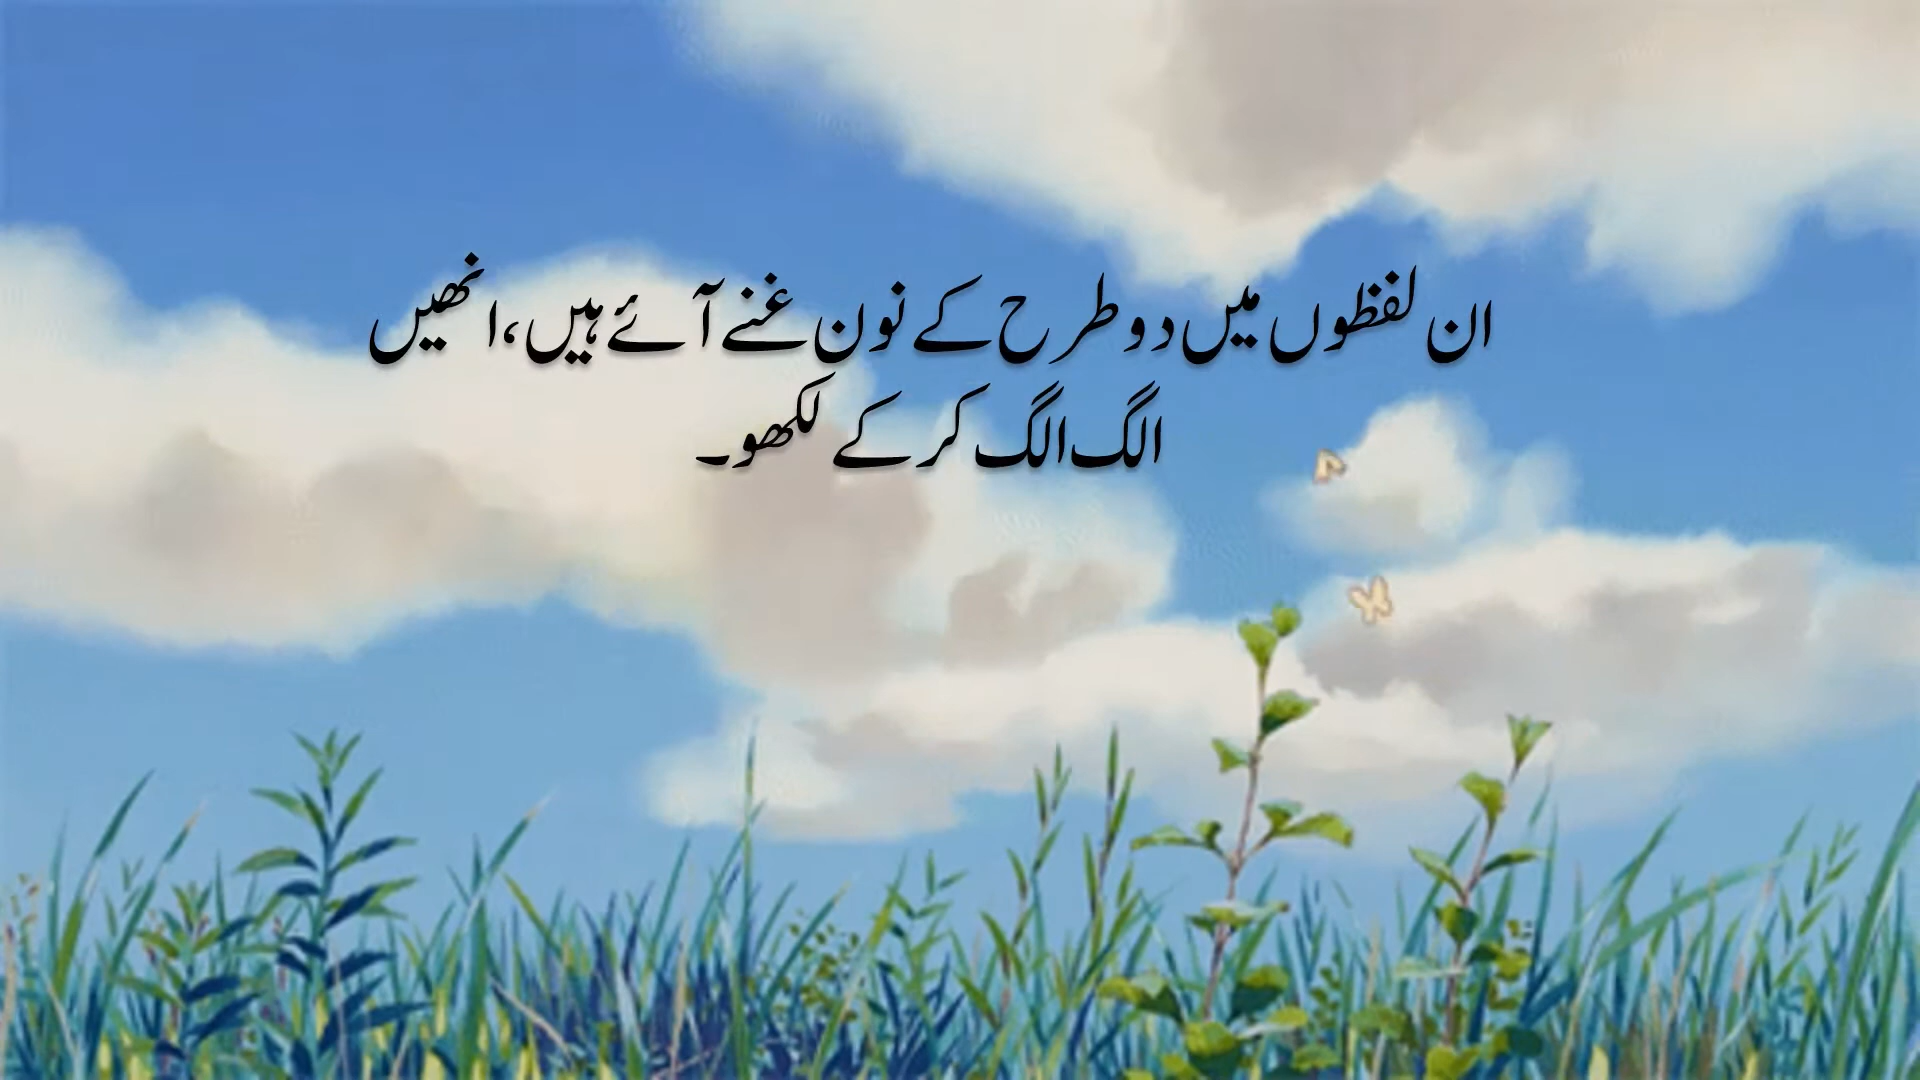 ان لفظوں میں دو طرح کے نون غنے آئے ہیں،انھیں
الگ الگ کر کے لکھو۔